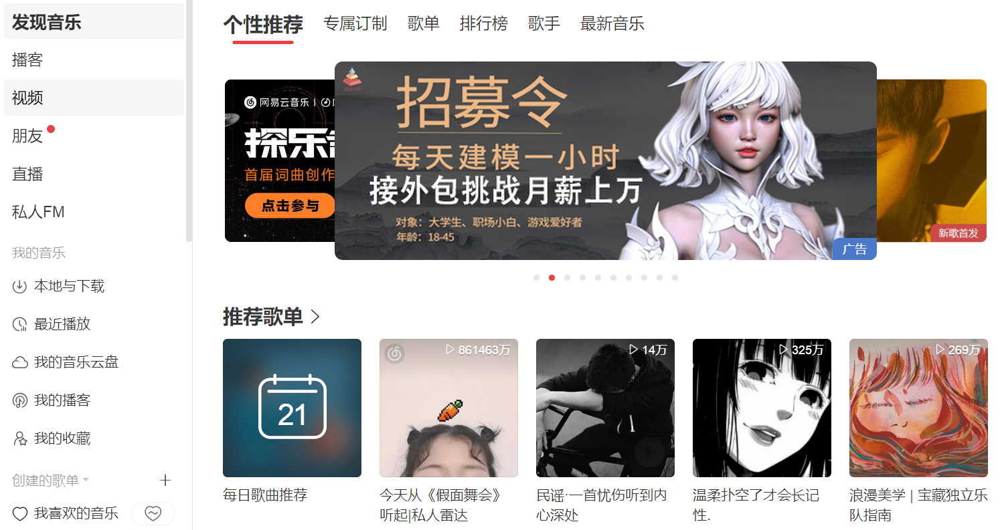 发现音乐
播客
视频
朋友
直播
私人FM
我的音乐
本地与下载
最近播放
我的音乐云盘
我的播客
我的收藏
创建的歌单
我喜欢的音乐
个性推荐 专属订制 歌单 排行榜 歌手 最新音乐
网易云音乐
探乐
首届词曲创作
点击参与
招募令
每天建模一小时
接外包挑战月薪上万
对象：大学生、职场小白、游戏爱好者
年龄：18-45
广告
新歌首发
推荐歌单
21
861463万
14万
325万
269万
每日歌曲推荐
今天从《假面舞会》
听起|私人雷达
民谣·一首忧伤听到内
心深处
温柔扑空了才会长记
性.
浪漫美学 | 宝藏独立乐
队指南